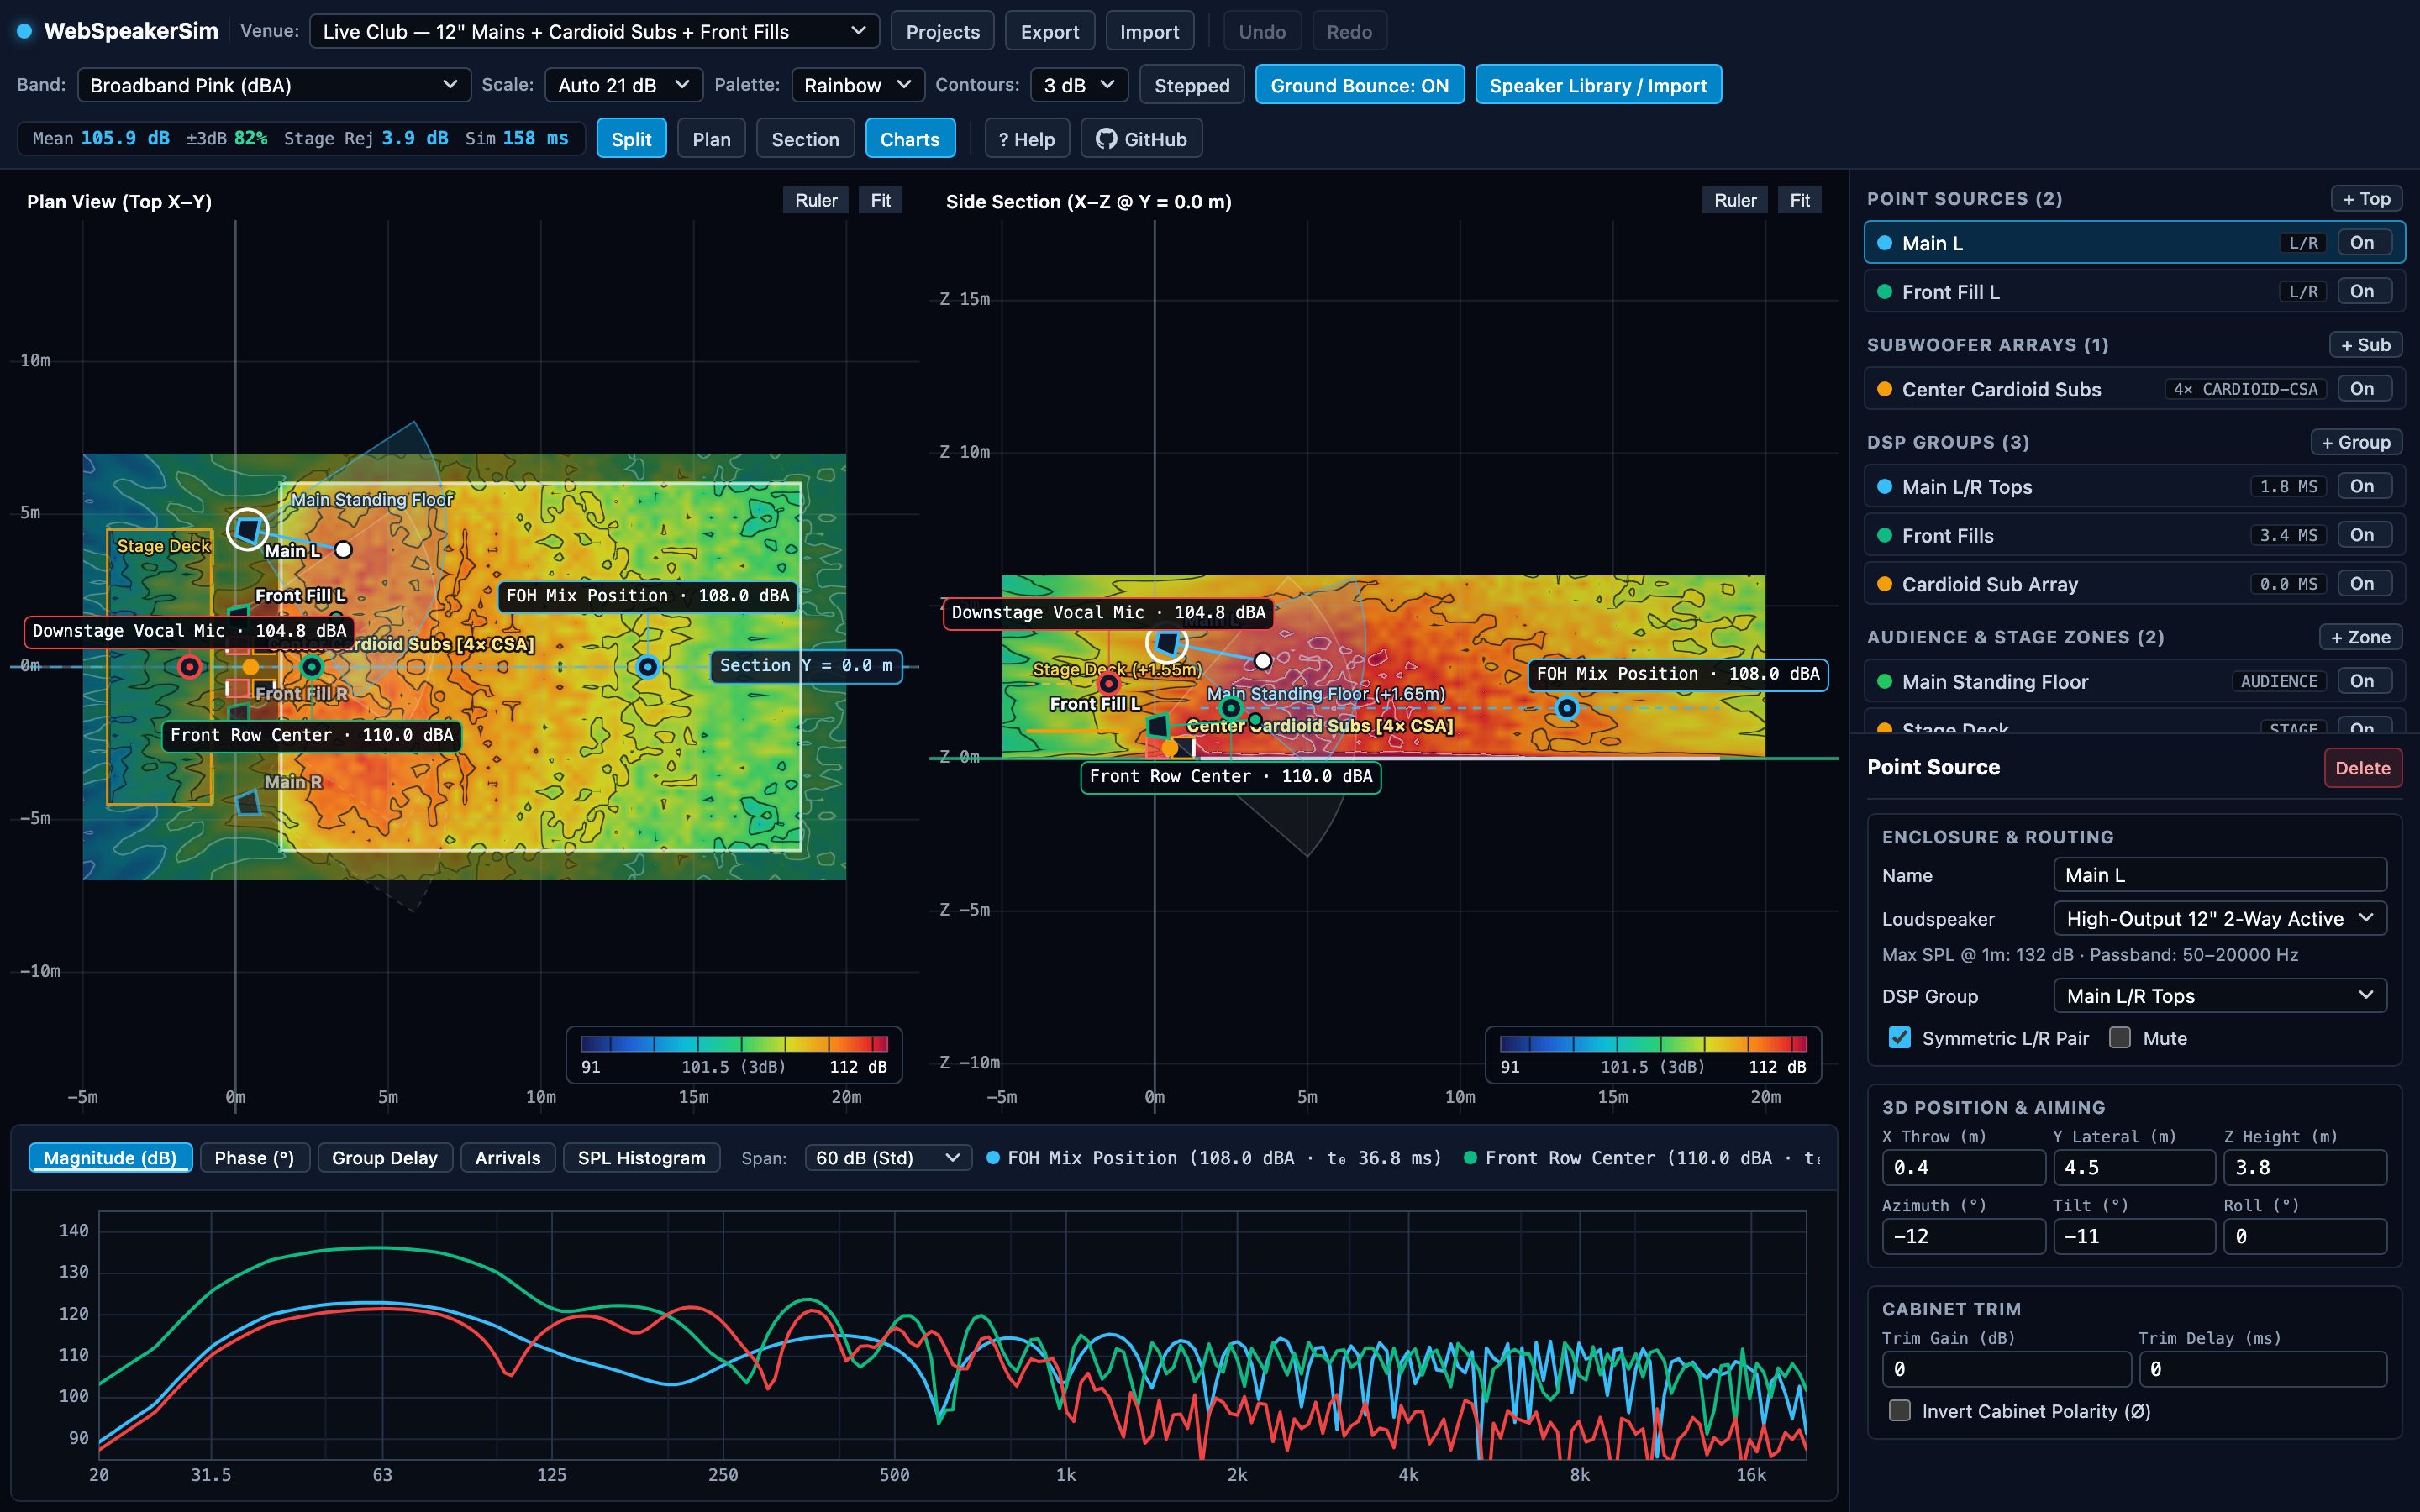 WebSpeakerSim Venue: Live Club — 12" Mains + Cardioid Subs + Front Fills Projects Export Import Undo Redo
Band: Broadband Pink (dBA) Scale: Auto 21 dB Palette: Rainbow Contours: 3 dB Stepped Ground Bounce: ON Speaker Library / Import
Mean 105.9 dB ±3dB 82% Stage Rej 3.9 dB Sim 158 ms Split Plan Section Charts ? Help GitHub
Plan View (Top X–Y) Ruler Fit
10m
5m
0m
−5m
−10m
Main Standing Floor
Stage Deck
Main L
Front Fill L
FOH Mix Position · 108.0 dBA
Downstage Vocal Mic · 104.8 dBA
Center Cardioid Subs [4× CSA]
Section Y = 0.0 m
Front Fill R
Front Row Center · 110.0 dBA
Main R
91 101.5 (3dB) 112 dB
−5m 0m 5m 10m 15m 20m
Side Section (X–Z @ Y = 0.0 m) Ruler Fit
Z 15m
Z 10m
Downstage Vocal Mic · 104.8 dBA
Main L
Stage Deck (+1.55m)
FOH Mix Position · 108.0 dBA
Main Standing Floor (+1.65m)
Front Fill L
Center Cardioid Subs [4× CSA]
Z 0m
Front Row Center · 110.0 dBA
Z −5m
Z −10m
91 101.5 (3dB) 112 dB
−5m 0m 5m 10m 15m 20m
Magnitude (dB) Phase (°) Group Delay Arrivals SPL Histogram Span: 60 dB (Std) FOH Mix Position (108.0 dBA · t₀ 36.8 ms) Front Row Center (110.0 dBA ·
140
130
120
110
100
90
20 31.5 63 125 250 500 1k 2k 4k 8k 16k
POINT SOURCES (2) + Top
Main L L/R On
Front Fill L L/R On
SUBWOOFER ARRAYS (1) + Sub
Center Cardioid Subs 4× CARDIOID-CSA On
DSP GROUPS (3) + Group
Main L/R Tops 1.8 MS On
Front Fills 3.4 MS On
Cardioid Sub Array 0.0 MS On
AUDIENCE & STAGE ZONES (2) + Zone
Main Standing Floor AUDIENCE On
Stage Deck STAGE On
Point Source Delete
ENCLOSURE & ROUTING
Name Main L
Loudspeaker High-Output 12" 2-Way Active
Max SPL @ 1m: 132 dB · Passband: 50–20000 Hz
DSP Group Main L/R Tops
Symmetric L/R Pair Mute
3D POSITION & AIMING
X Throw (m) Y Lateral (m) Z Height (m)
0.4 4.5 3.8
Azimuth (°) Tilt (°) Roll (°)
−12 −11 0
CABINET TRIM
Trim Gain (dB) Trim Delay (ms)
0 0
Invert Cabinet Polarity (Ø)